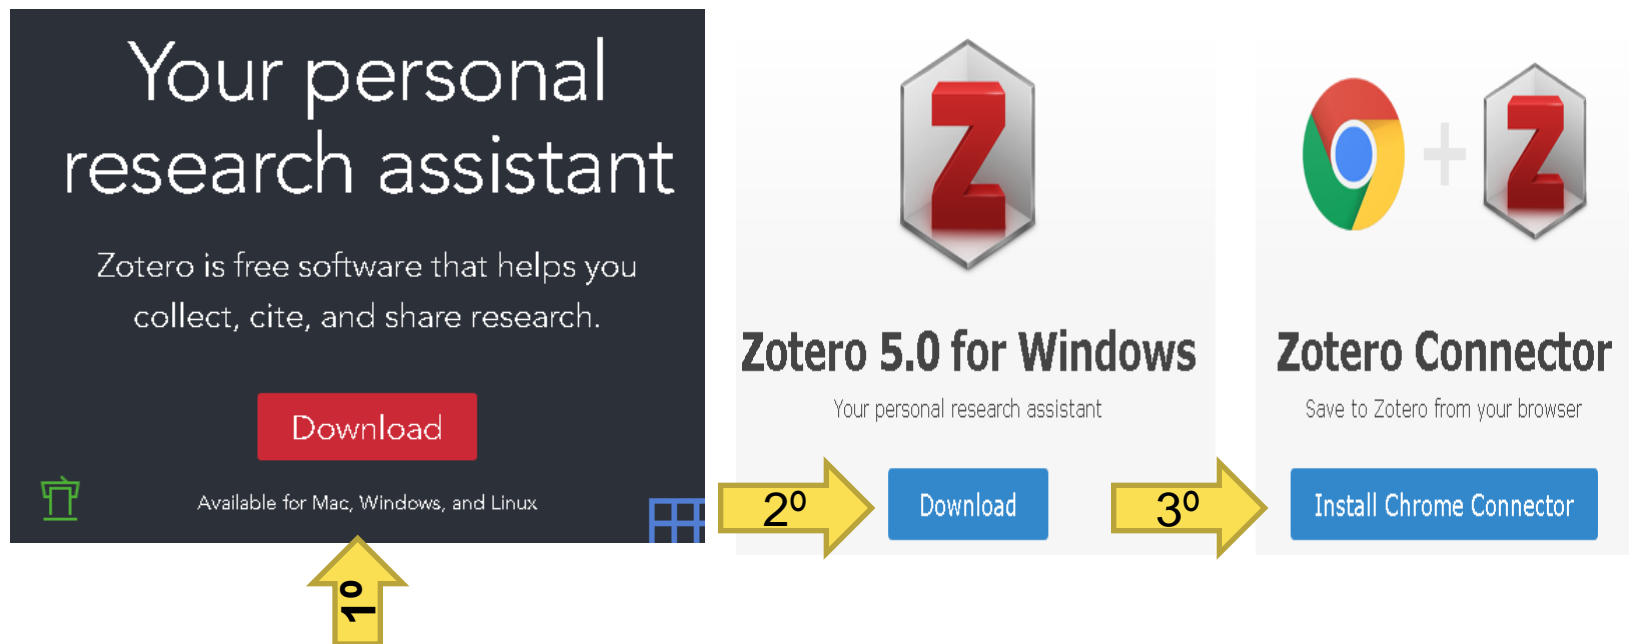 Your personal
research assistant
Zotero is free software that helps you
collect, cite, and share research.
Download
Available for Mac, Windows, and Linux
1º
Z
Zotero 5.0 for Windows
Your personal research assistant
2º
Download
Z
Zotero Connector
Save to Zotero from your browser
3º
Install Chrome Connector